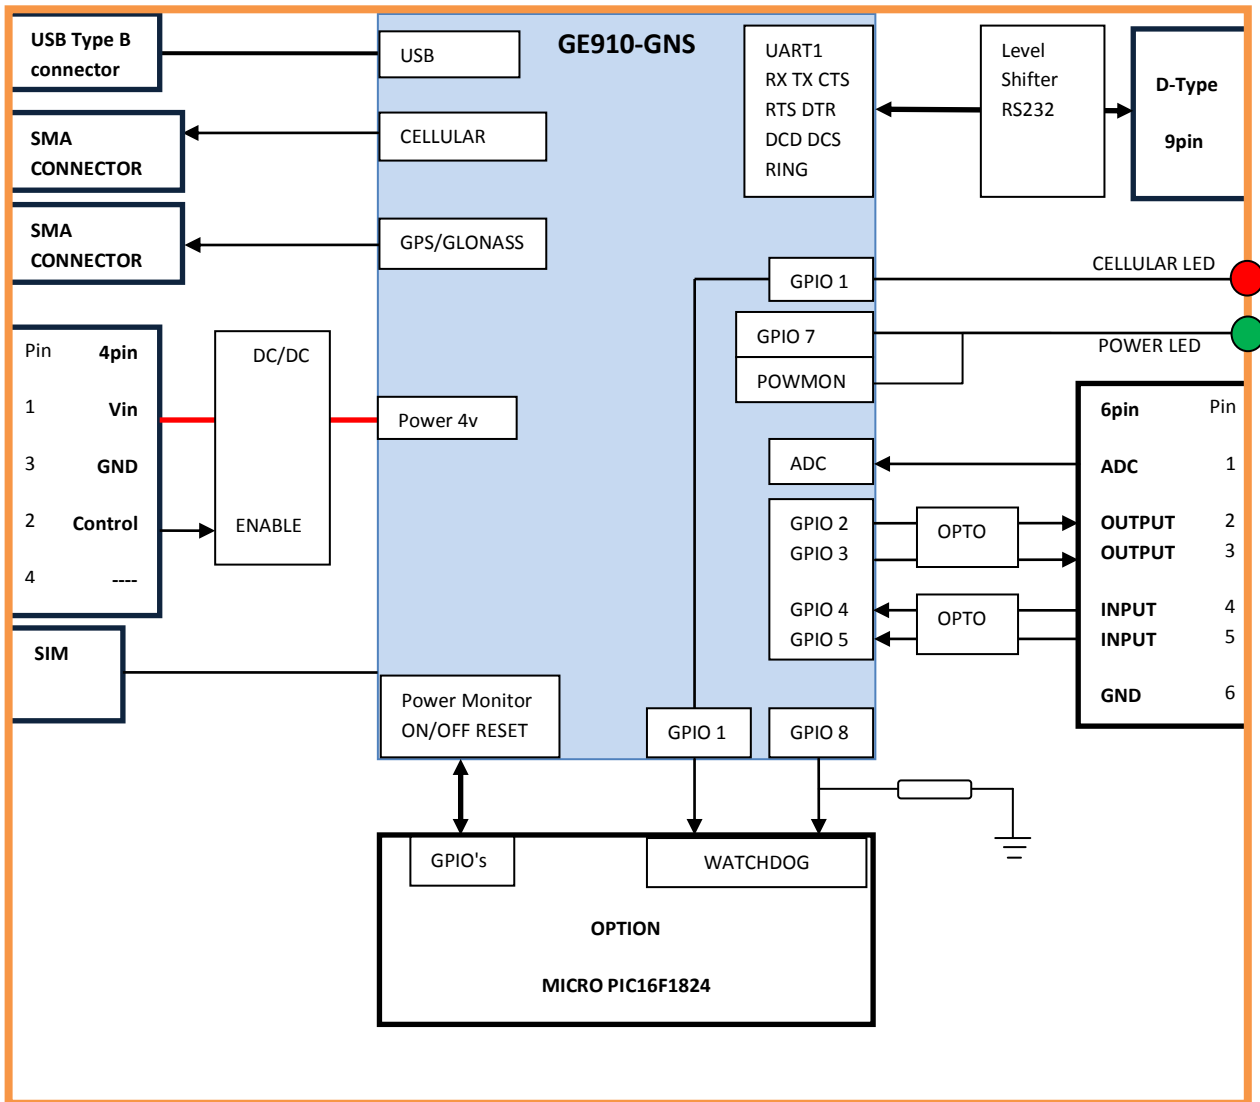 USB Type B
connector
USB
GE910-GNS
UART1
RX TX CTS
RTS DTR
DCD DCS
RING
Level
Shifter
RS232
D-Type
9pin
SMA
CONNECTOR
CELLULAR
SMA
CONNECTOR
GPS/GLONASS
GPIO 1
CELLULAR LED
GPIO 7
POWMON
POWER LED
Pin 4pin
1 Vin
3 GND
2 Control
4 ----
DC/DC
ENABLE
Power 4v
ADC
GPIO 2
GPIO 3
GPIO 4
GPIO 5
OPTO
OPTO
6pin Pin
ADC 1
OUTPUT 2
OUTPUT 3
INPUT 4
INPUT 5
GND 6
SIM
Power Monitor
ON/OFF RESET
GPIO 1
GPIO 8
GPIO's
WATCHDOG
OPTION
MICRO PIC16F1824